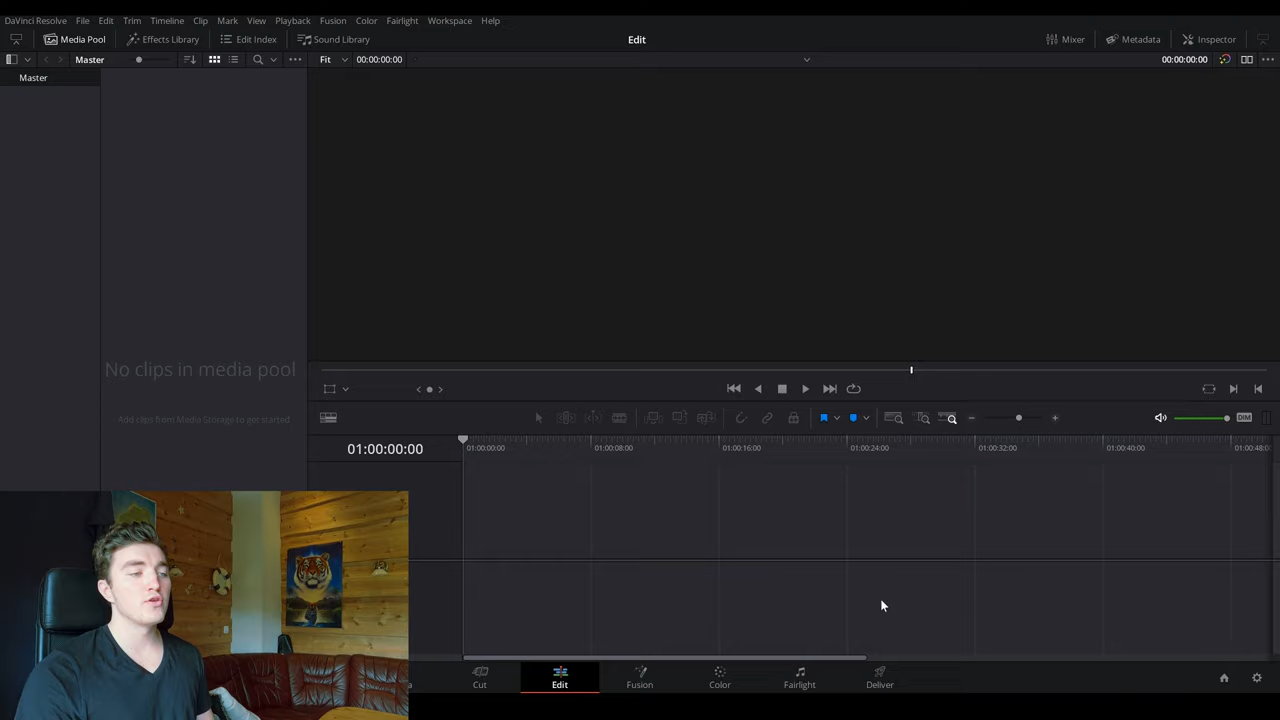 DaVinci Resolve File Edit Trim Timeline Clip Mark View Playback Fusion Color Fairlight Workspace Help
Media Pool Effects Library Edit Index Sound Library Edit Mixer Metadata Inspector
Master Fit 00:00:00:00 00:00:00:00
Master
No clips in media pool
Add clips from Media Storage to get started
DIM
01:00:00:00 01:00:00:00 01:00:08:00 01:00:16:00 01:00:24:00 01:00:32:00 01:00:40:00 01:00:48:0
Cut Edit Fusion Color Fairlight Deliver